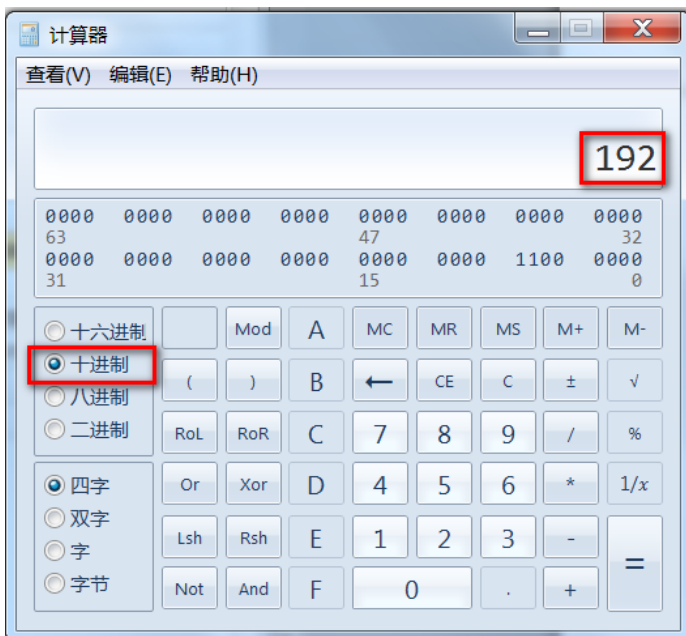 计算器
查看(V) 编辑(E) 帮助(H)
192
0000 0000 0000 0000 0000 0000 0000 0000
63 47 32
0000 0000 0000 0000 0000 0000 1100 0000
31 15 0
十六进制 Mod A MC MR MS M+ M-
十进制 ( ) B ← CE C ± √
八进制
二进制 RoL RoR C 7 8 9 / %
四字 Or Xor D 4 5 6 * 1/x
双字
字 Lsh Rsh E 1 2 3 - =
字节 Not And F 0 . +